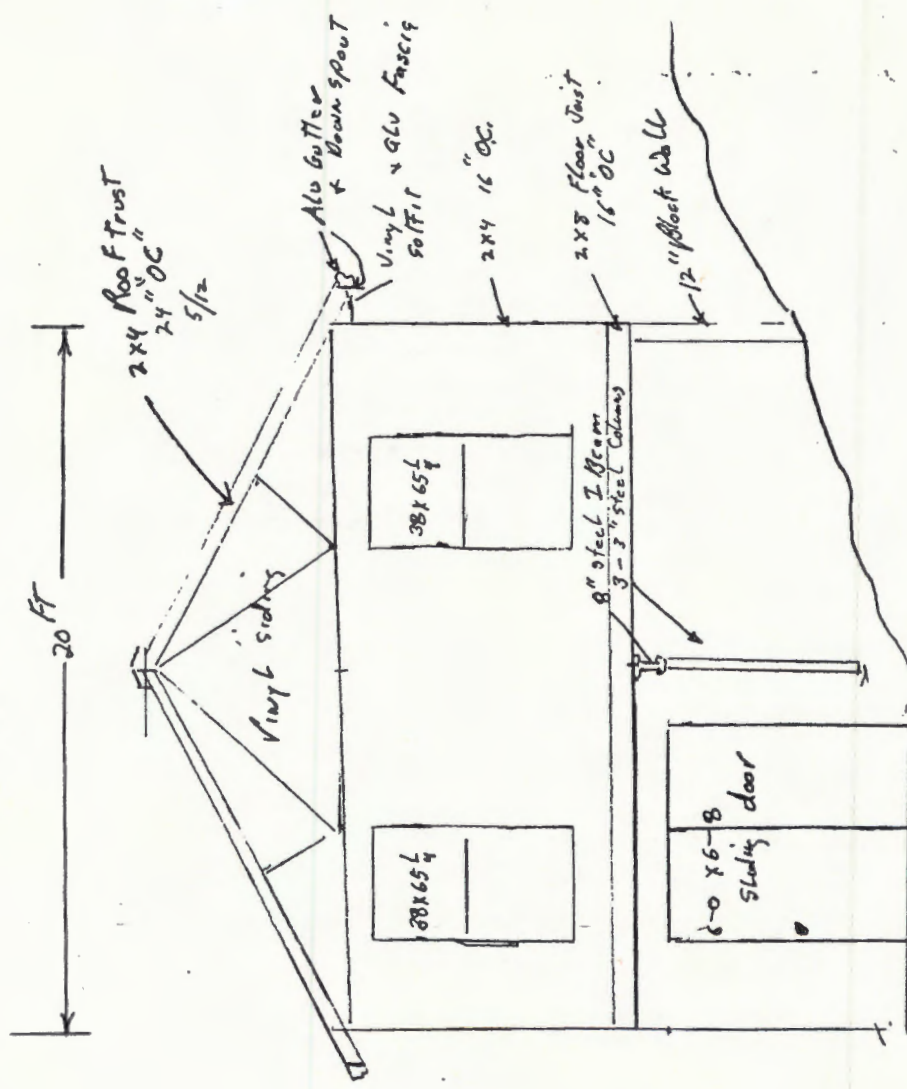 20 FT
2x4 Roof trust
24" OC"
5/12
Alu Gutter
& Down spout
Vinyl & alu Fascia
soffit
Vinyl siding
2x4 16" OC.
38x65 1/4
38x65 1/4
2x8 Floor Joist
16" OC"
8" steel I Beam
3-3" steel Columns
12" Block Wall
6-0 x 6-8
Sliding door